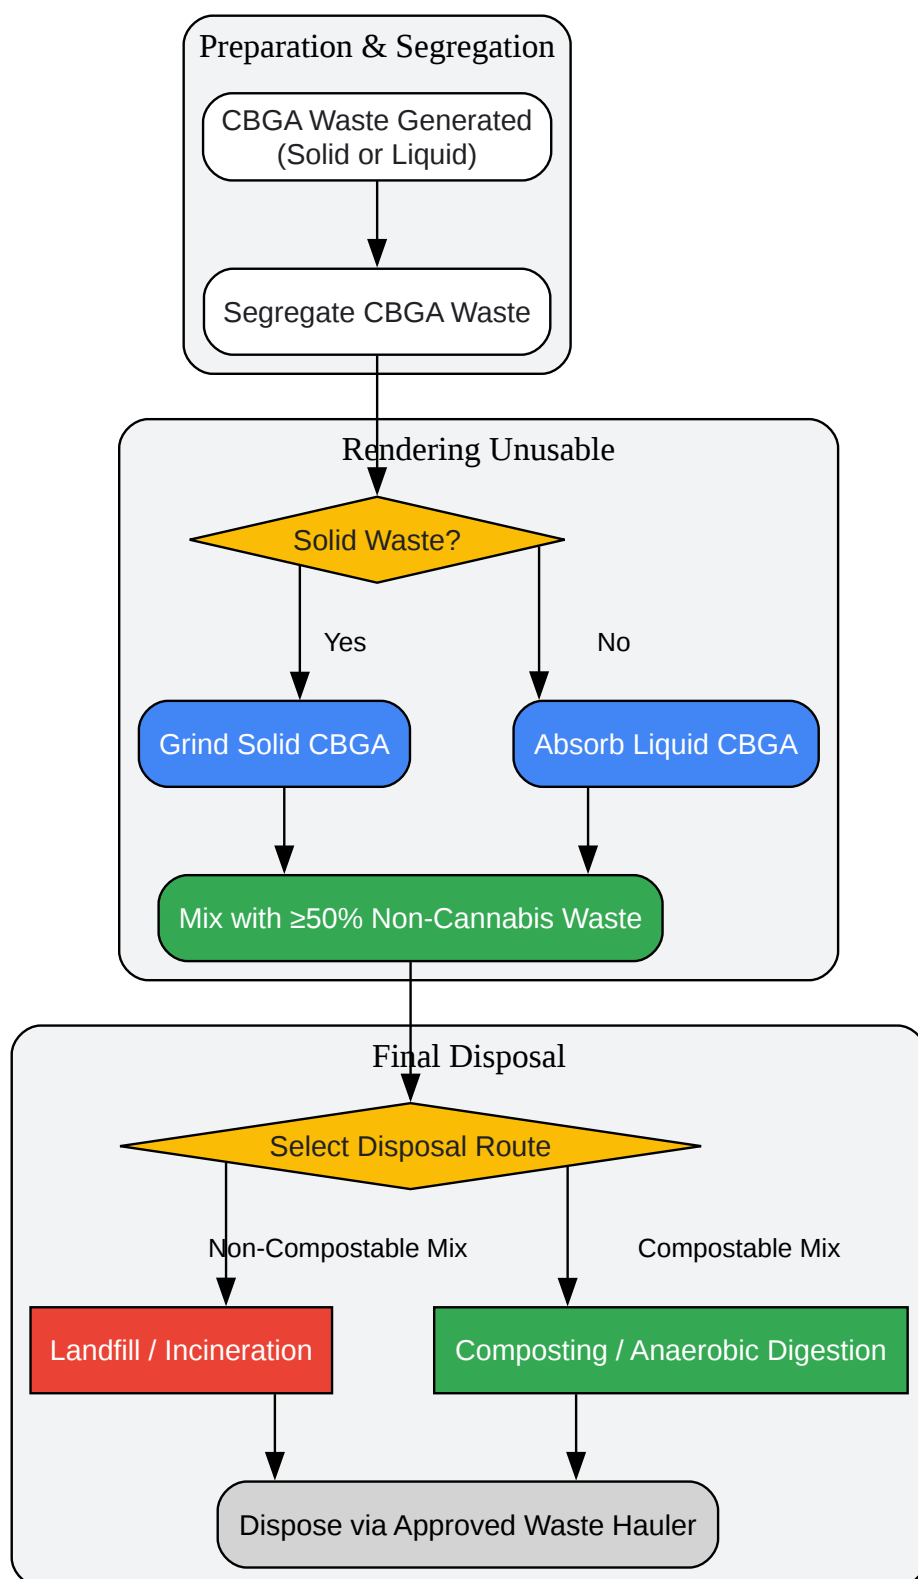 Preparation & Segregation
CBGA Waste Generated
(Solid or Liquid)
Segregate CBGA Waste
Rendering Unusable
Solid Waste?
Yes
No
Grind Solid CBGA
Absorb Liquid CBGA
Mix with ≥50% Non-Cannabis Waste
Final Disposal
Select Disposal Route
Non-Compostable Mix
Compostable Mix
Landfill / Incineration
Composting / Anaerobic Digestion
Dispose via Approved Waste Hauler